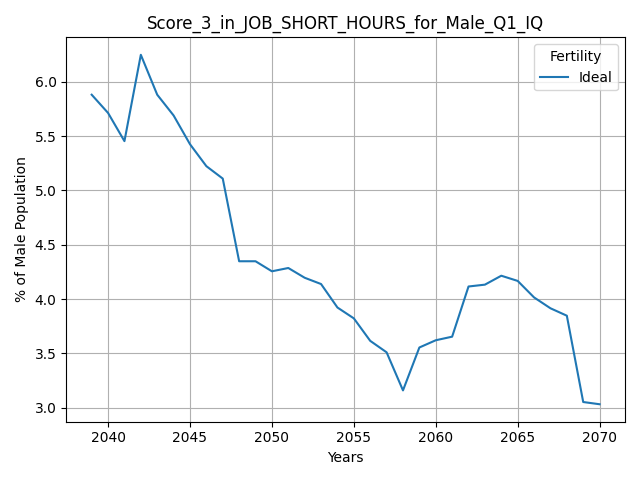 Score_3_in_JOB_SHORT_HOURS_for_Male_Q1_IQ
Fertility
Ideal
% of Male Population
6.0
5.5
5.0
4.5
4.0
3.5
3.0
2040 2045 2050 2055 2060 2065 2070
Years